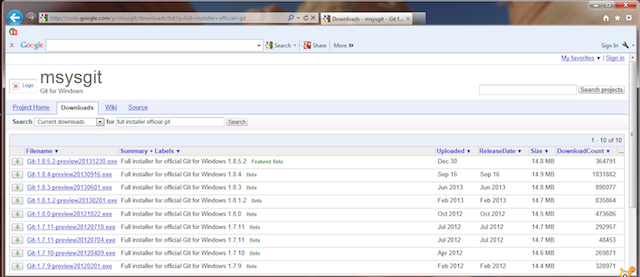 http://code.google.com/p/msysgit/downloads/list?q=full+installer+official+git
Downloads - msysgit - Git f...
Google
Search
Share
More »
Sign In
My favorites ▼ | Sign in
Logo
msysgit
Git for Windows
Search projects
Project Home Downloads Wiki Source
Search Current downloads for full installer official git Search
1 - 10 of 10
Filename ▼ Summary + Labels ▼ Uploaded ▼ ReleaseDate ▼ Size ▼ DownloadCount ▼ ...
Git-1.8.5.2-preview20131230.exe Full installer for official Git for Windows 1.8.5.2 Featured Beta Dec 30 14.8 MB 364791
Git-1.8.4-preview20130916.exe Full installer for official Git for Windows 1.8.4 Beta Sep 16 Sep 16 14.9 MB 1031882
Git-1.8.3-preview20130601.exe Full installer for official Git for Windows 1.8.3 Beta Jun 2013 Jun 2013 14.8 MB 890377
Git-1.8.1.2-preview20130201.exe Full installer for official Git for Windows 1.8.1.2 Beta Feb 2013 Feb 2013 14.7 MB 835864
Git-1.8.0-preview20121022.exe Full installer for official Git for Windows 1.8.0 Beta Oct 2012 Oct 2012 14.5 MB 473606
Git-1.7.11-preview20120710.exe Full installer for official Git for Windows 1.7.11 Beta Jul 2012 Jul 2012 14.7 MB 292957
Git-1.7.11-preview20120704.exe Full installer for official Git for Windows 1.7.11 Beta Jul 2012 Jul 2012 14.7 MB 48453
Git-1.7.10-preview20120409.exe Full installer for official Git for Windows 1.7.10 Beta Apr 2012 14.6 MB 269871
Git-1.7.9-preview20120201.exe Full installer for official Git for Windows 1.7.9 Beta Feb 2012 Feb 2012 14.4 MB 328971